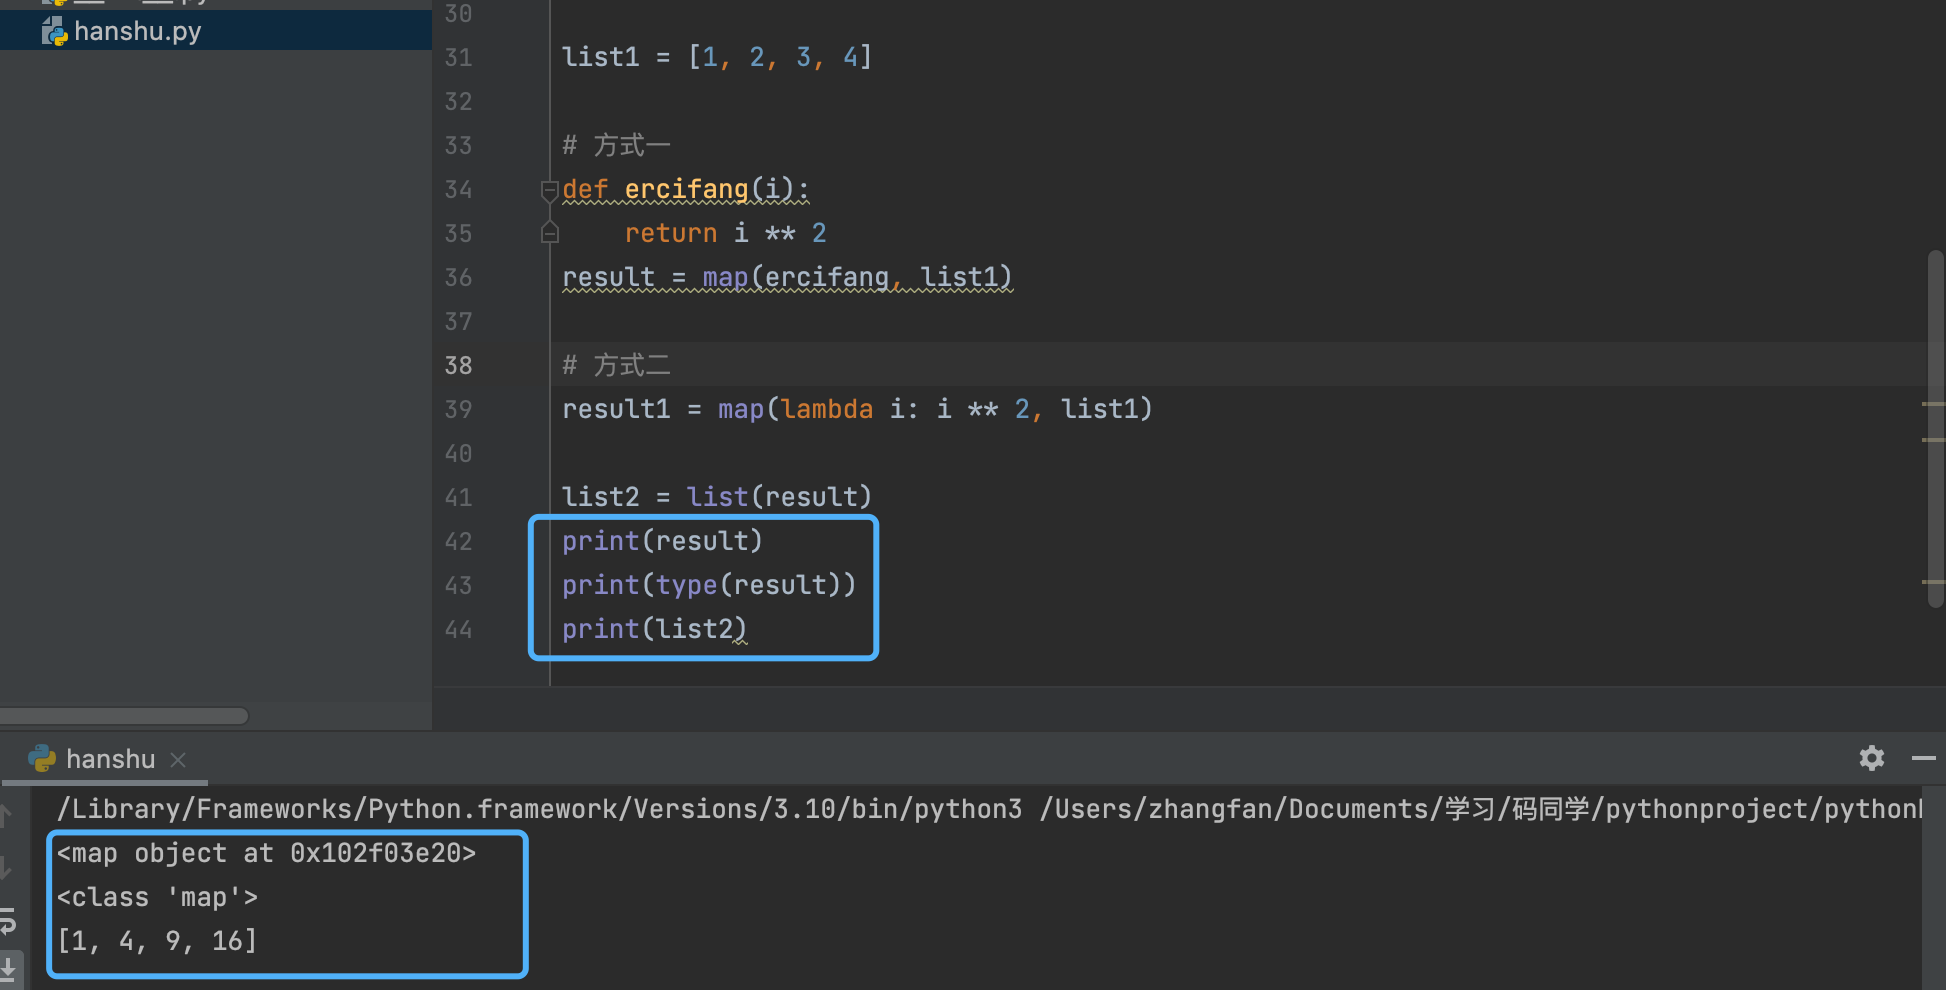 hanshu.py
30
31 list1 = [1, 2, 3, 4]
32
33 # 方式一
34 def ercifang(i):
35     return i ** 2
36 result = map(ercifang, list1)
37
38 # 方式二
39 result1 = map(lambda i: i ** 2, list1)
40
41 list2 = list(result)
42 print(result)
43 print(type(result))
44 print(list2)
hanshu
/Library/Frameworks/Python.framework/Versions/3.10/bin/python3 /Users/zhangfan/Documents/学习/码同学/pythonproject/python
<map object at 0x102f03e20>
<class 'map'>
[1, 4, 9, 16]